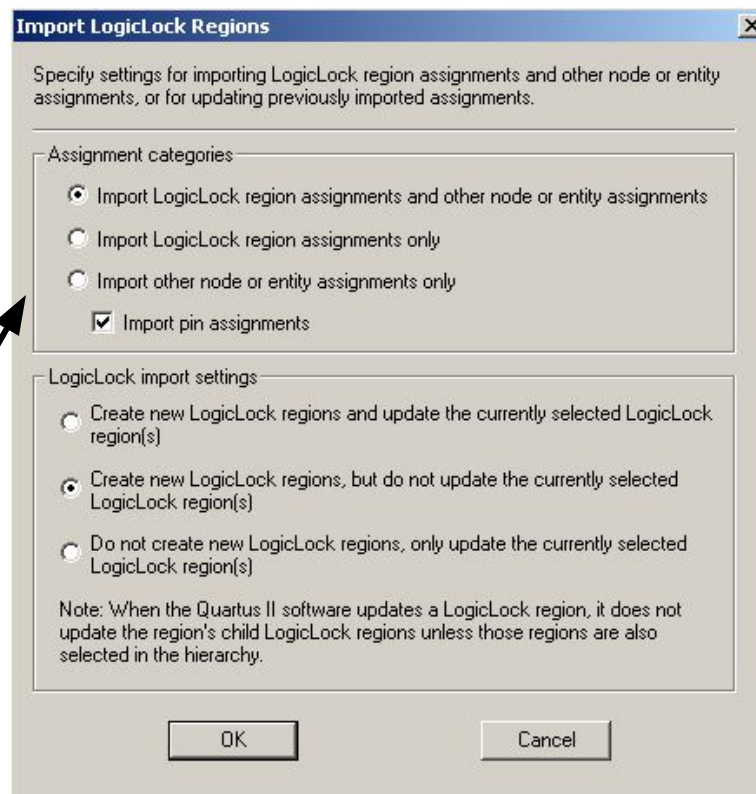 Import LogicLock Regions
Specify settings for importing LogicLock region assignments and other node or entity
assignments, or for updating previously imported assignments.
Assignment categories
Import LogicLock region assignments and other node or entity assignments
Import LogicLock region assignments only
Import other node or entity assignments only
Import pin assignments
LogicLock import settings
Create new LogicLock regions and update the currently selected LogicLock
region(s)
Create new LogicLock regions, but do not update the currently selected
LogicLock region(s)
Do not create new LogicLock regions, only update the currently selected
LogicLock region(s)
Note: When the Quartus II software updates a LogicLock region, it does not
update the region's child LogicLock regions unless those regions are also
selected in the hierarchy.
OK
Cancel